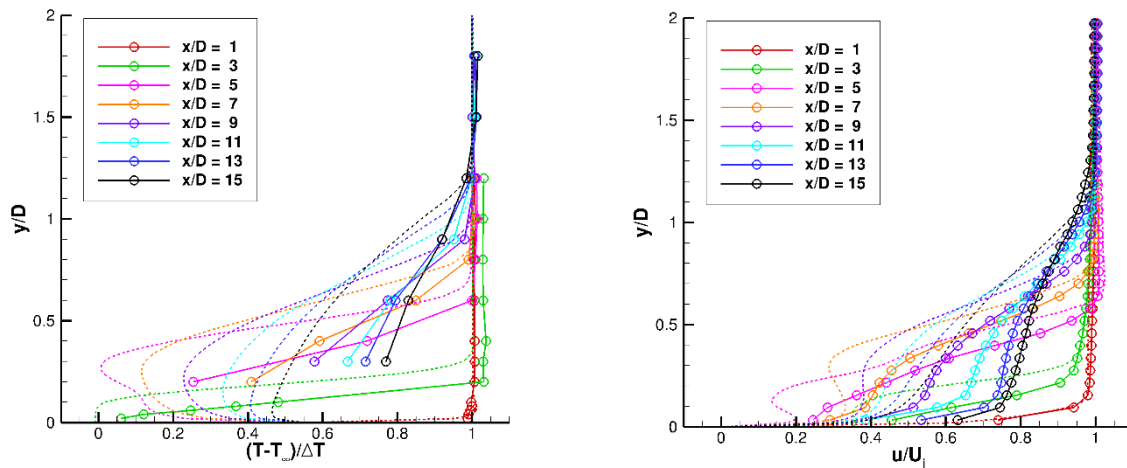 2
1.5
1
0.5
0
y/D
x/D = 1
x/D = 3
x/D = 5
x/D = 7
x/D = 9
x/D = 11
x/D = 13
x/D = 15
0 0.2 0.4 0.6 0.8 1
(T-T∞)/ΔT
2
1.5
1
0.5
0
y/D
x/D = 1
x/D = 3
x/D = 5
x/D = 7
x/D = 9
x/D = 11
x/D = 13
x/D = 15
0.2 0.4 0.6 0.8 1
u/Uj